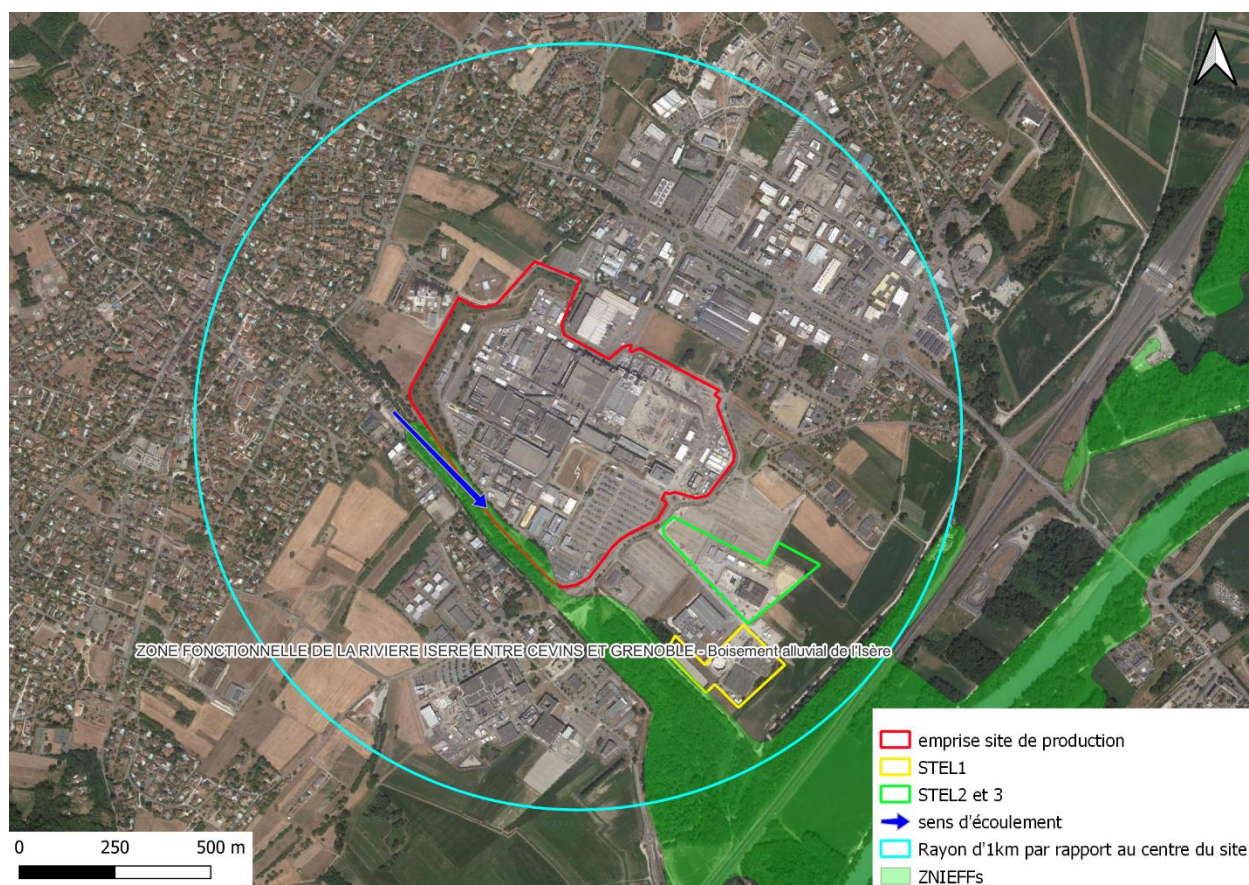 ZONE FONCTIONNELLE DE LA RIVIERE ISERE ENTRE CEVINS ET GRENOBLE - Boisement alluvial de l'Isère
emprise site de production
STEL1
STEL2 et 3
sens d'écoulement
Rayon d'1km par rapport au centre du site
ZNIEFFs
0 250 500 m